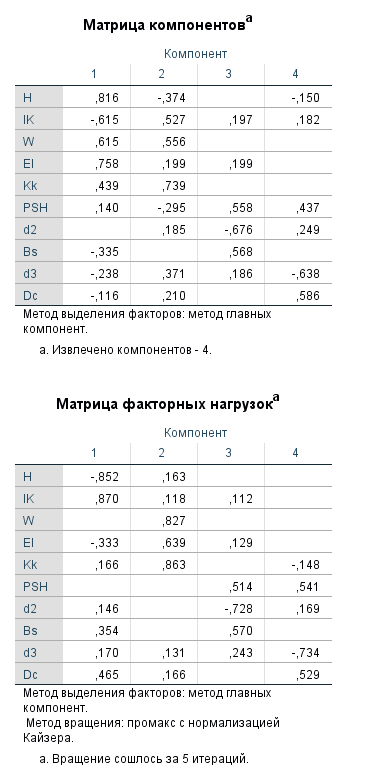 Матрица компонентов^a
Компонент
1 2 3 4
H ,816 -,374 -,150
IK -,615 ,527 ,197 ,182
W ,615 ,556
EI ,758 ,199 ,199
Kk ,439 ,739
PSH ,140 -,295 ,558 ,437
d2 ,185 -,676 ,249
Bs -,335 ,568
d3 -,238 ,371 ,186 -,638
Dc -,116 ,210 ,586
Метод выделения факторов: метод главных
компонент.
a. Извлечено компонентов - 4.
Матрица факторных нагрузок^a
Компонент
1 2 3 4
H -,852 ,163
IK ,870 ,118 ,112
W ,827
EI -,333 ,639 ,129
Kk ,166 ,863 -,148
PSH ,514 ,541
d2 ,146 -,728 ,169
Bs ,354 ,570
d3 ,170 ,131 ,243 -,734
Dc ,465 ,166 ,529
Метод выделения факторов: метод главных
компонент.
Метод вращения: промакс с нормализацией
Кайзера.
a. Вращение сошлось за 5 итераций.